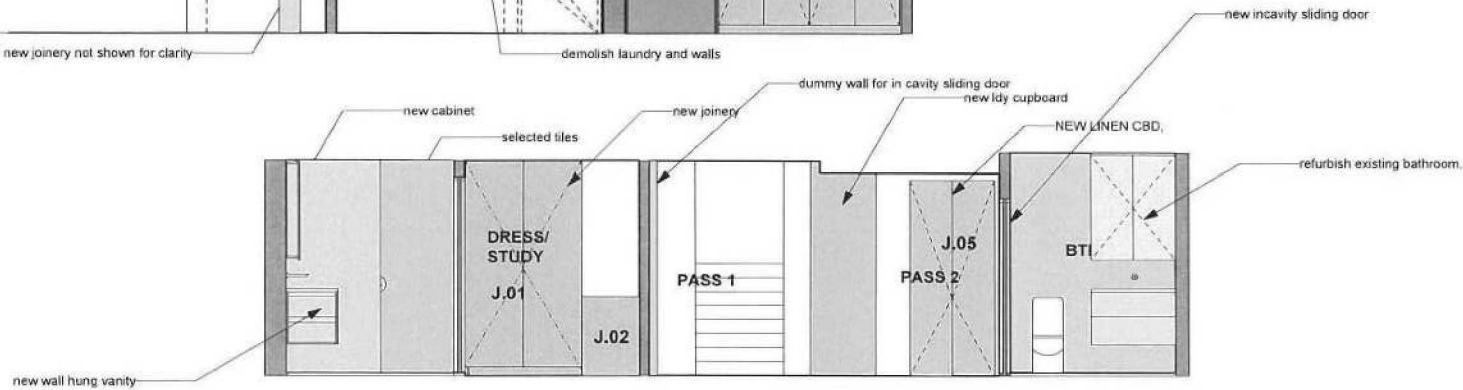 new incavity sliding door
new joinery not shown for clarity
demolish laundry and walls
dummy wall for in cavity sliding door
new ldy cupboard
new cabinet
new joinery
selected tiles
NEW LINEN CBD,
refurbish existing bathroom.
DRESS/
STUDY
J.01
J.02
PASS 1
PASS 2
J.05
BTI
new wall hung vanity